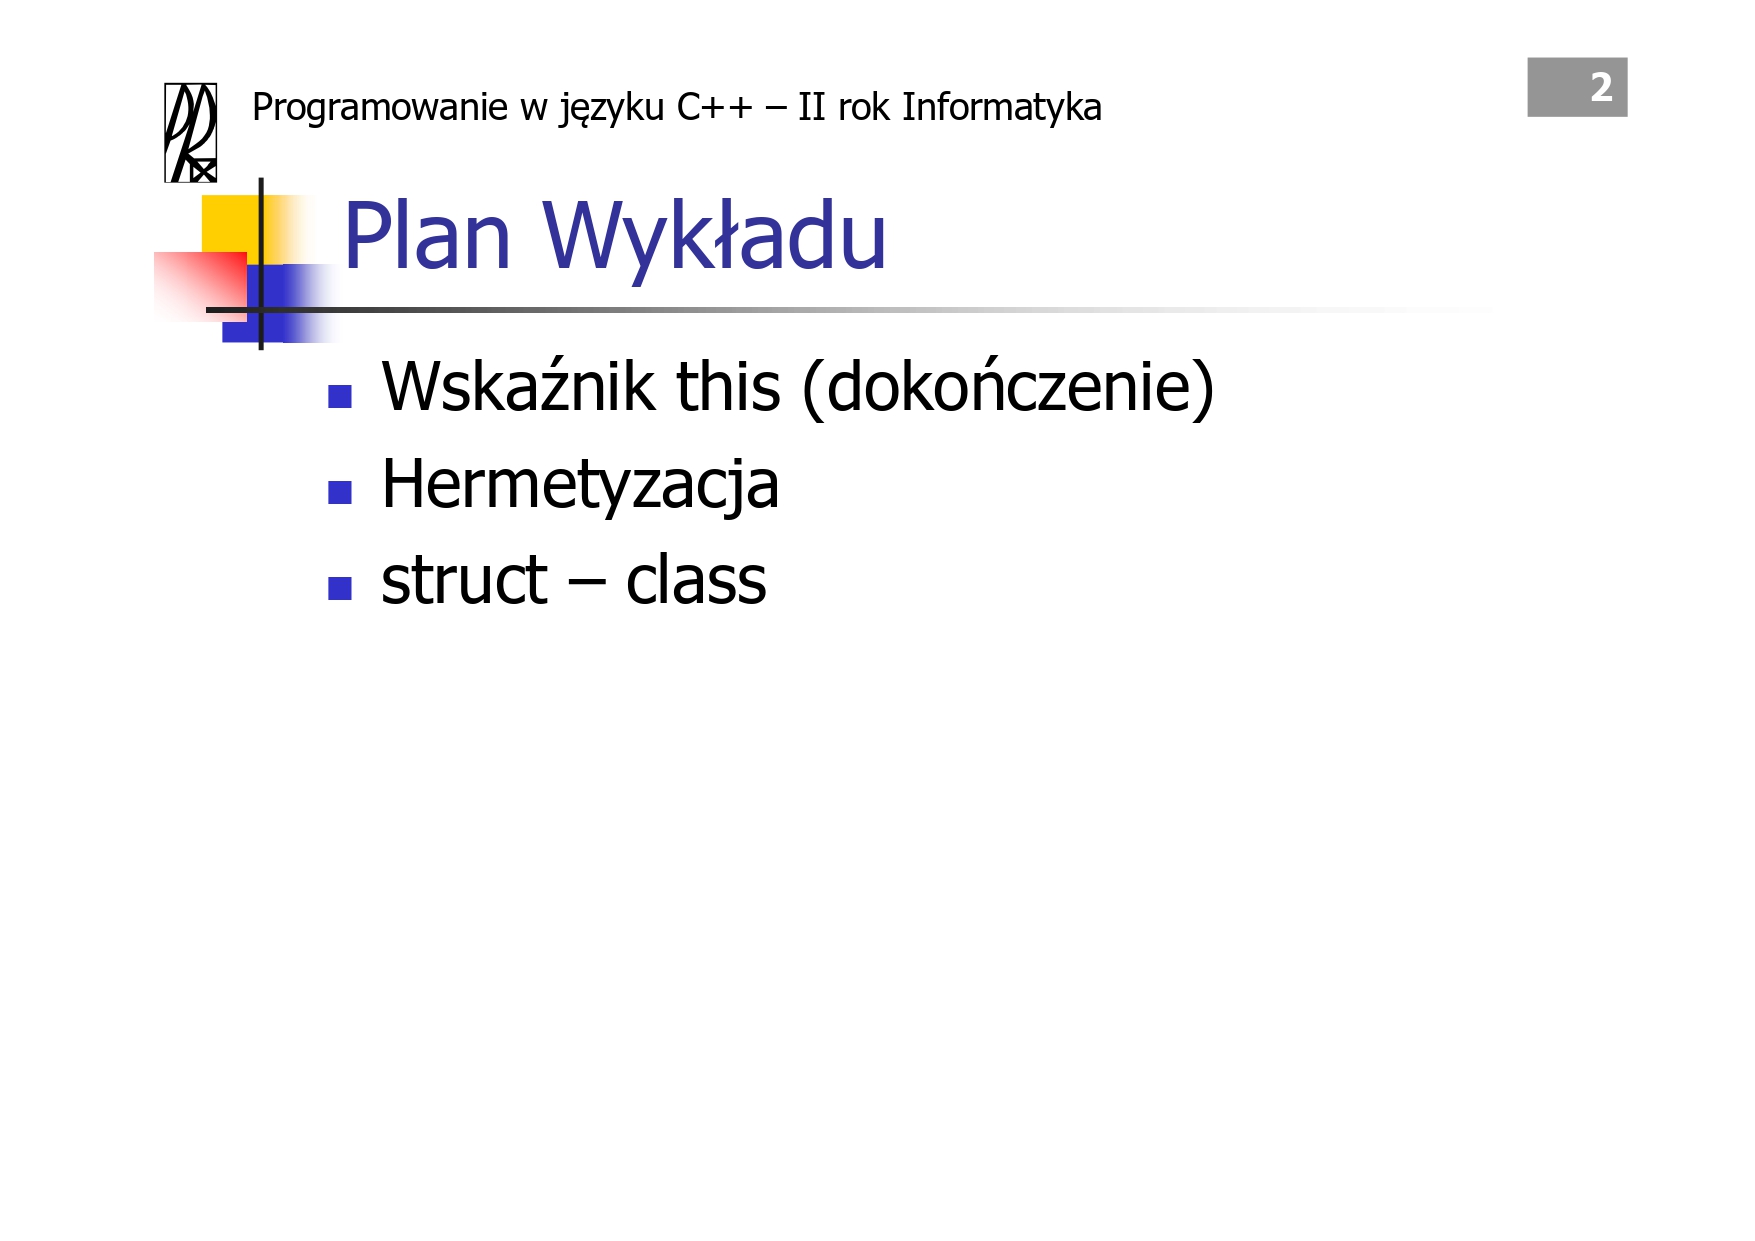 Programowanie w języku C++ – II rok Informatyka
2
Plan Wykładu
Wskaźnik this (dokończenie)
Hermetyzacja
struct – class